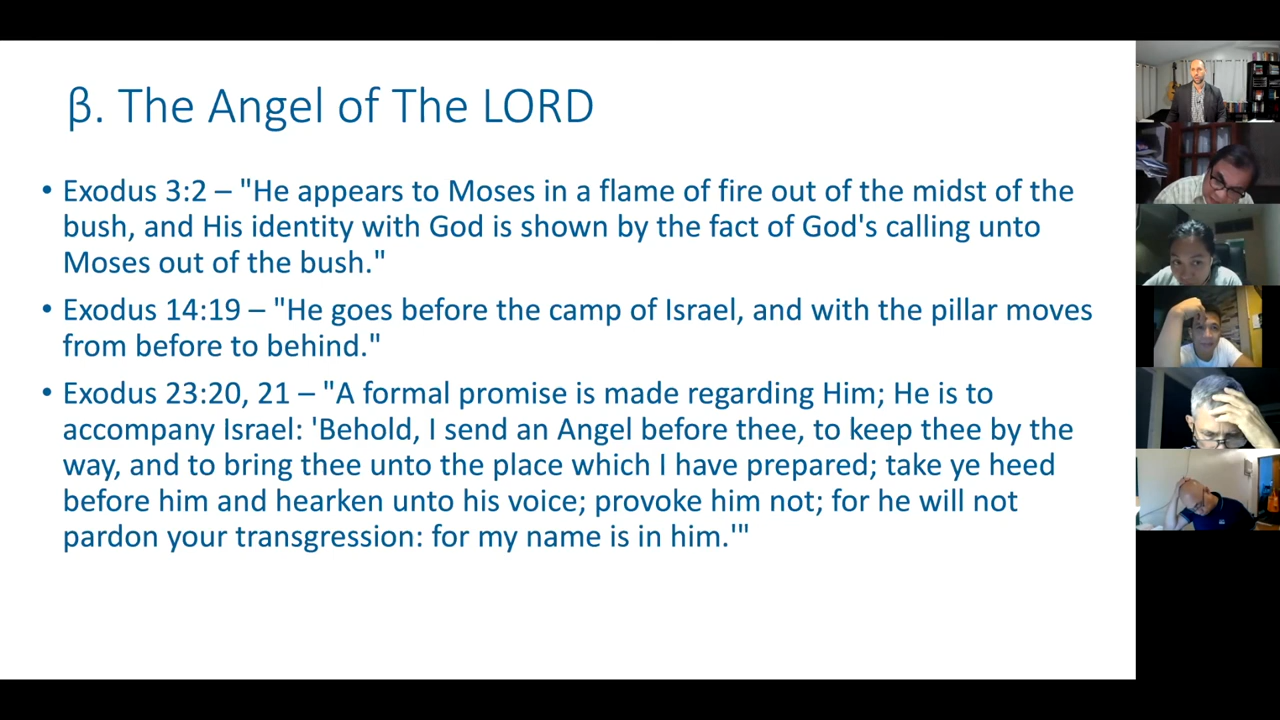 β. The Angel of The LORD
• Exodus 3:2 – "He appears to Moses in a flame of fire out of the midst of the
bush, and His identity with God is shown by the fact of God's calling unto
Moses out of the bush."
• Exodus 14:19 – "He goes before the camp of Israel, and with the pillar moves
from before to behind."
• Exodus 23:20, 21 – "A formal promise is made regarding Him; He is to
accompany Israel: 'Behold, I send an Angel before thee, to keep thee by the
way, and to bring thee unto the place which I have prepared; take ye heed
before him and hearken unto his voice; provoke him not; for he will not
pardon your transgression: for my name is in him.'"